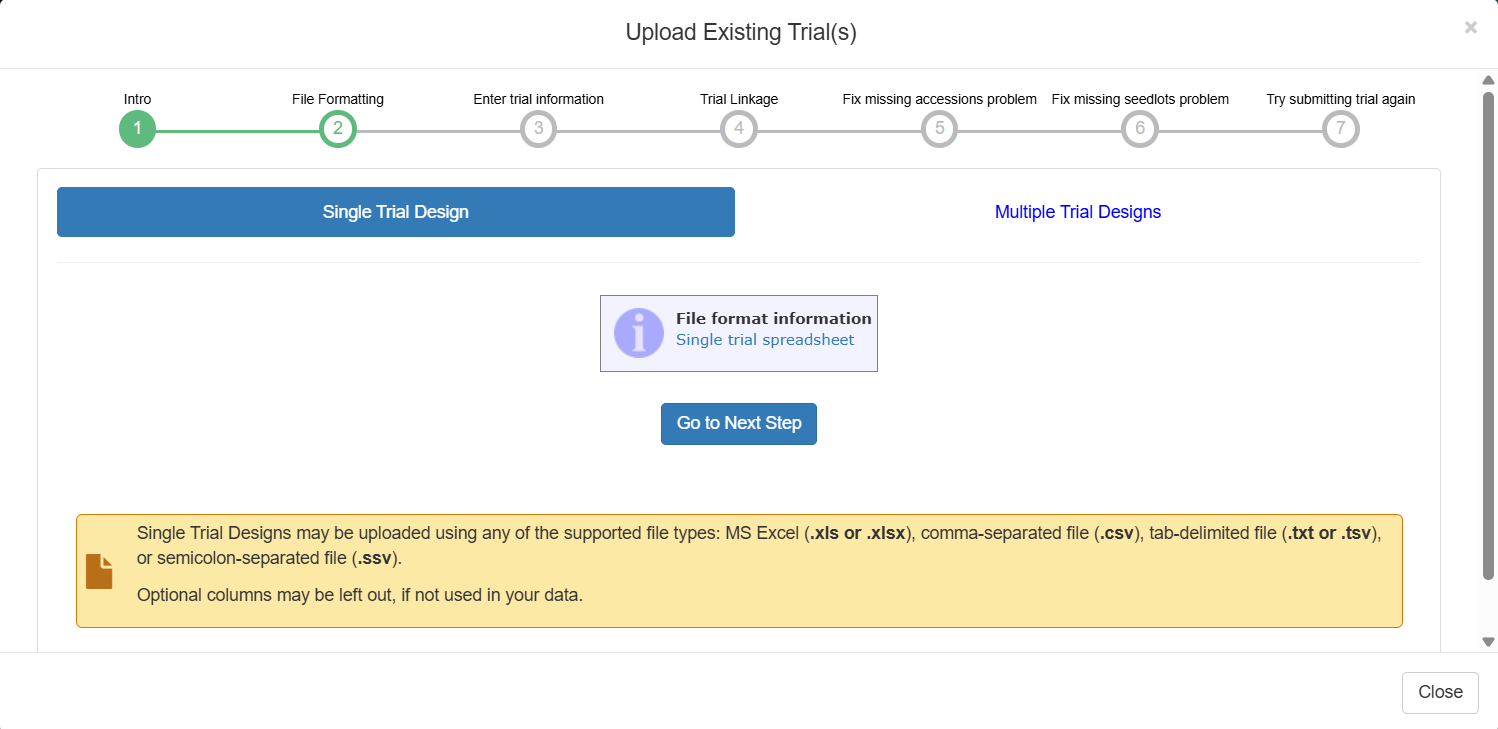 Upload Existing Trial(s)
×
Intro
File Formatting
Enter trial information
Trial Linkage
Fix missing accessions problem
Fix missing seedlots problem
Try submitting trial again
1
2
3
4
5
6
7
Single Trial Design
Multiple Trial Designs
i
File format information
Single trial spreadsheet
Go to Next Step
Single Trial Designs may be uploaded using any of the supported file types: MS Excel (.xls or .xlsx), comma-separated file (.csv), tab-delimited file (.txt or .tsv),
or semicolon-separated file (.ssv).
Optional columns may be left out, if not used in your data.
Close